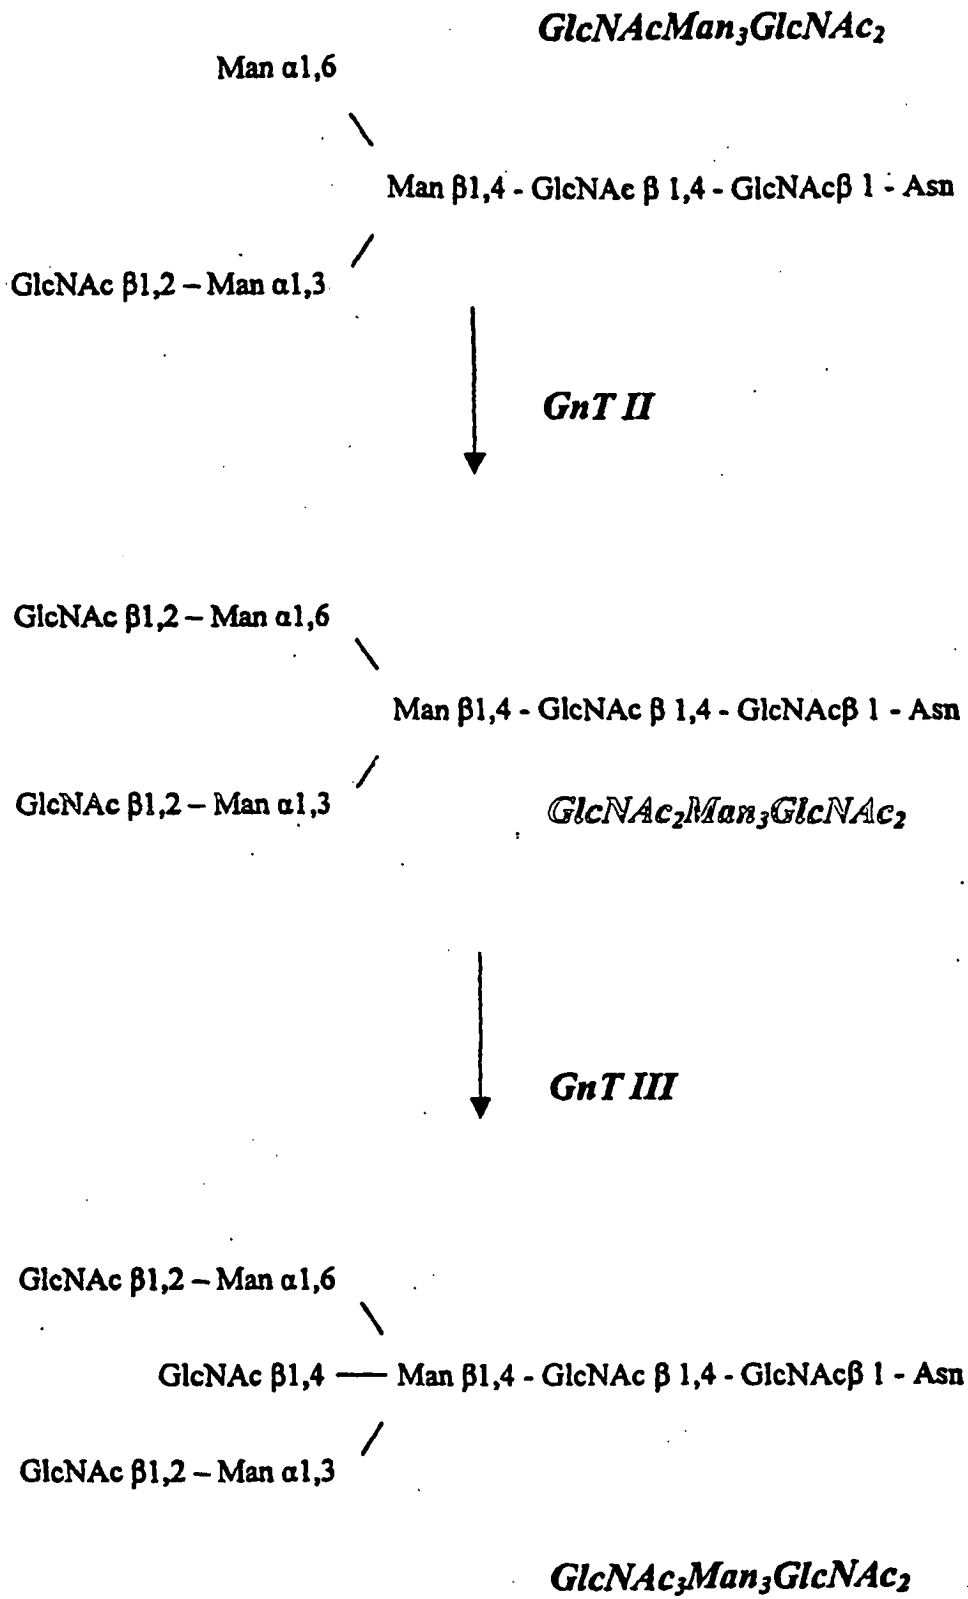 GlcNAcMan₃GlcNAc₂
Man α1,6
Man β1,4 - GlcNAc β 1,4 - GlcNAcβ 1 - Asn
GlcNAc β1,2 – Man α1,3
GnT II
GlcNAc β1,2 – Man α1,6
Man β1,4 - GlcNAc β 1,4 - GlcNAcβ 1 - Asn
GlcNAc β1,2 – Man α1,3
GlcNAc₂Man₃GlcNAc₂
GnT III
GlcNAc β1,2 – Man α1,6
GlcNAc β1,4 — Man β1,4 - GlcNAc β 1,4 - GlcNAcβ 1 - Asn
GlcNAc β1,2 – Man α1,3
GlcNAc₃Man₃GlcNAc₂